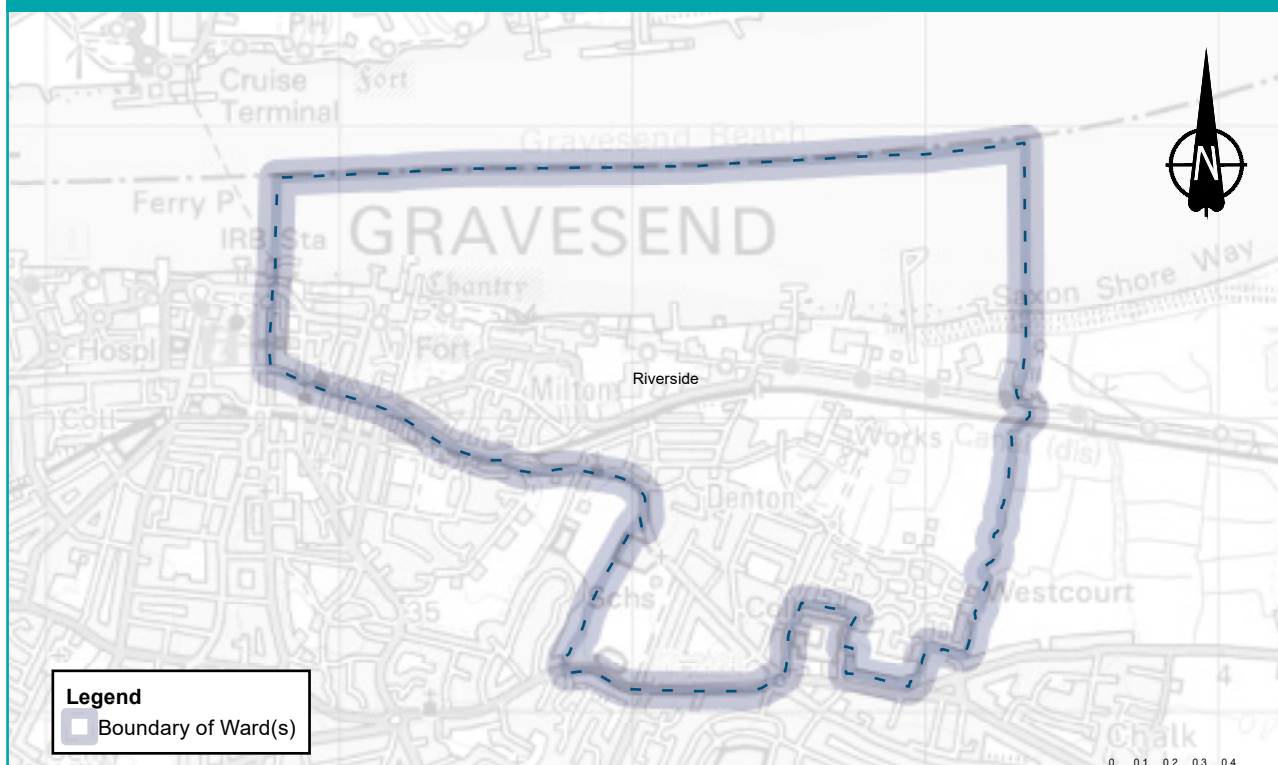 PH
Cruise
Terminal
Fort
Gravesend Reach
N
Ferry P
IRB Sta
GRAVESEND
Chantry
Saxon Shore Way
Hospl
Fort
Milton
Riverside
Coll
Works
Canal (dis)
Denton
35
Schs
Westcourt
4
Chalk
Legend
Boundary of Ward(s)
0 0.1 0.2 0.3 0.4